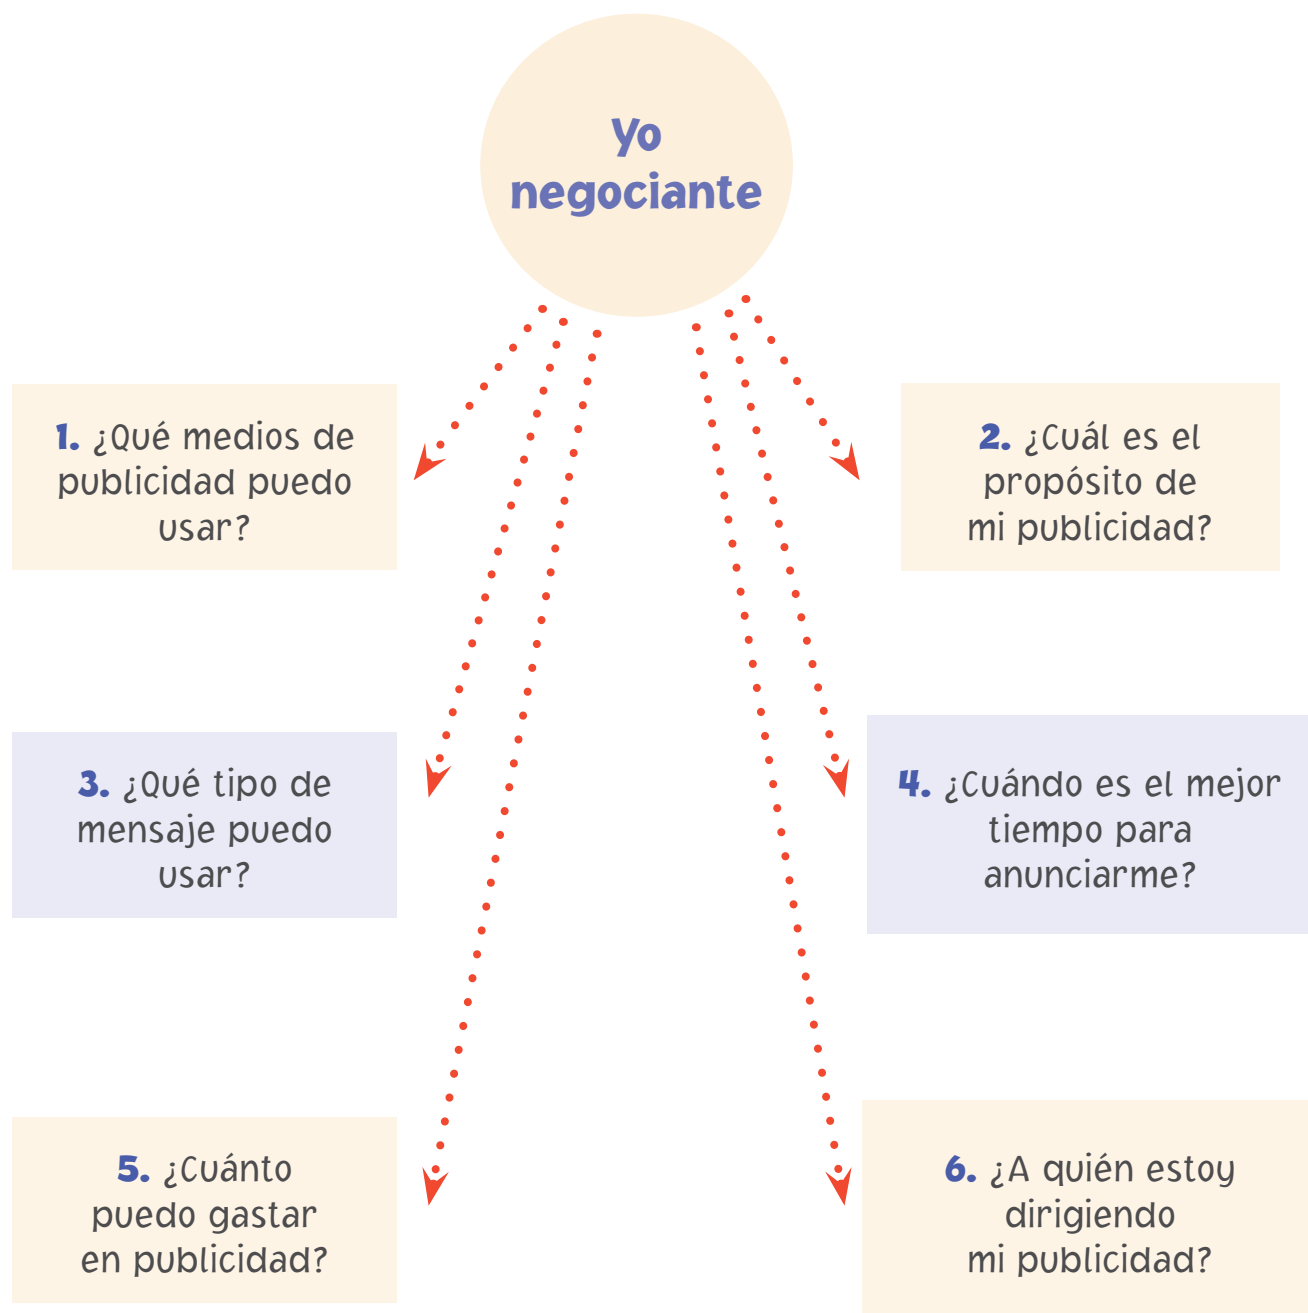 Yo
negociante
1. ¿Qué medios de
publicidad puedo
usar?
2. ¿Cuál es el
propósito de
mi publicidad?
3. ¿Qué tipo de
mensaje puedo
usar?
4. ¿Cuándo es el mejor
tiempo para
anunciarme?
5. ¿Cuánto
puedo gastar
en publicidad?
6. ¿A quién estoy
dirigiendo
mi publicidad?